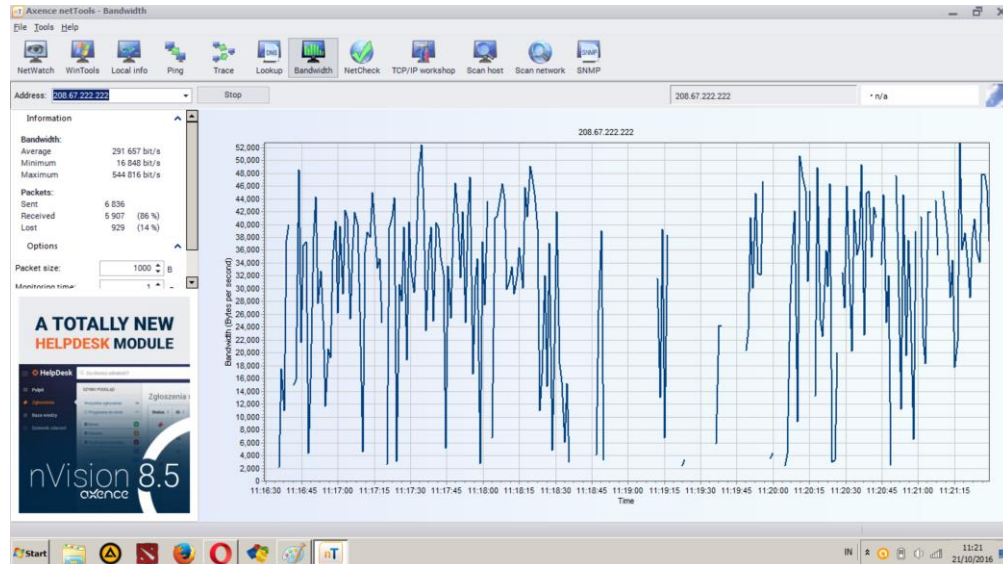 nT Axence netTools - Bandwidth
File Tools Help
NetWatch WinTools Local info Ping Trace Lookup Bandwidth NetCheck TCP/IP workshop Scan host Scan network SNMP
Address: 208.67.222.222 Stop 208.67.222.222 n/a
Information
Bandwidth:
Average 291 657 bit/s
Minimum 16 848 bit/s
Maximum 544 816 bit/s
Packets:
Sent 6 836
Received 5 907 (86 %)
Lost 929 (14 %)
Options
Packet size: 1000 B
Monitoring time: 1
A TOTALLY NEW
HELPDESK MODULE
HelpDesk
Pulpit
Zgłoszenia
Baza wiedzy
nVision 8.5
axence
208.67.222.222
52,000
50,000
48,000
46,000
44,000
42,000
40,000
38,000
36,000
34,000
32,000
30,000
28,000
26,000
24,000
22,000
20,000
18,000
16,000
14,000
12,000
10,000
8,000
6,000
4,000
2,000
0
Bandwidth (Bytes per second)
11:16:30 11:16:45 11:17:00 11:17:15 11:17:30 11:17:45 11:18:00 11:18:15 11:18:30 11:18:45 11:19:00 11:19:15 11:19:30 11:19:45 11:20:00 11:20:15 11:20:30 11:20:45 11:21:00 11:21:15
Time
Start nT IN 11:21
21/10/2016